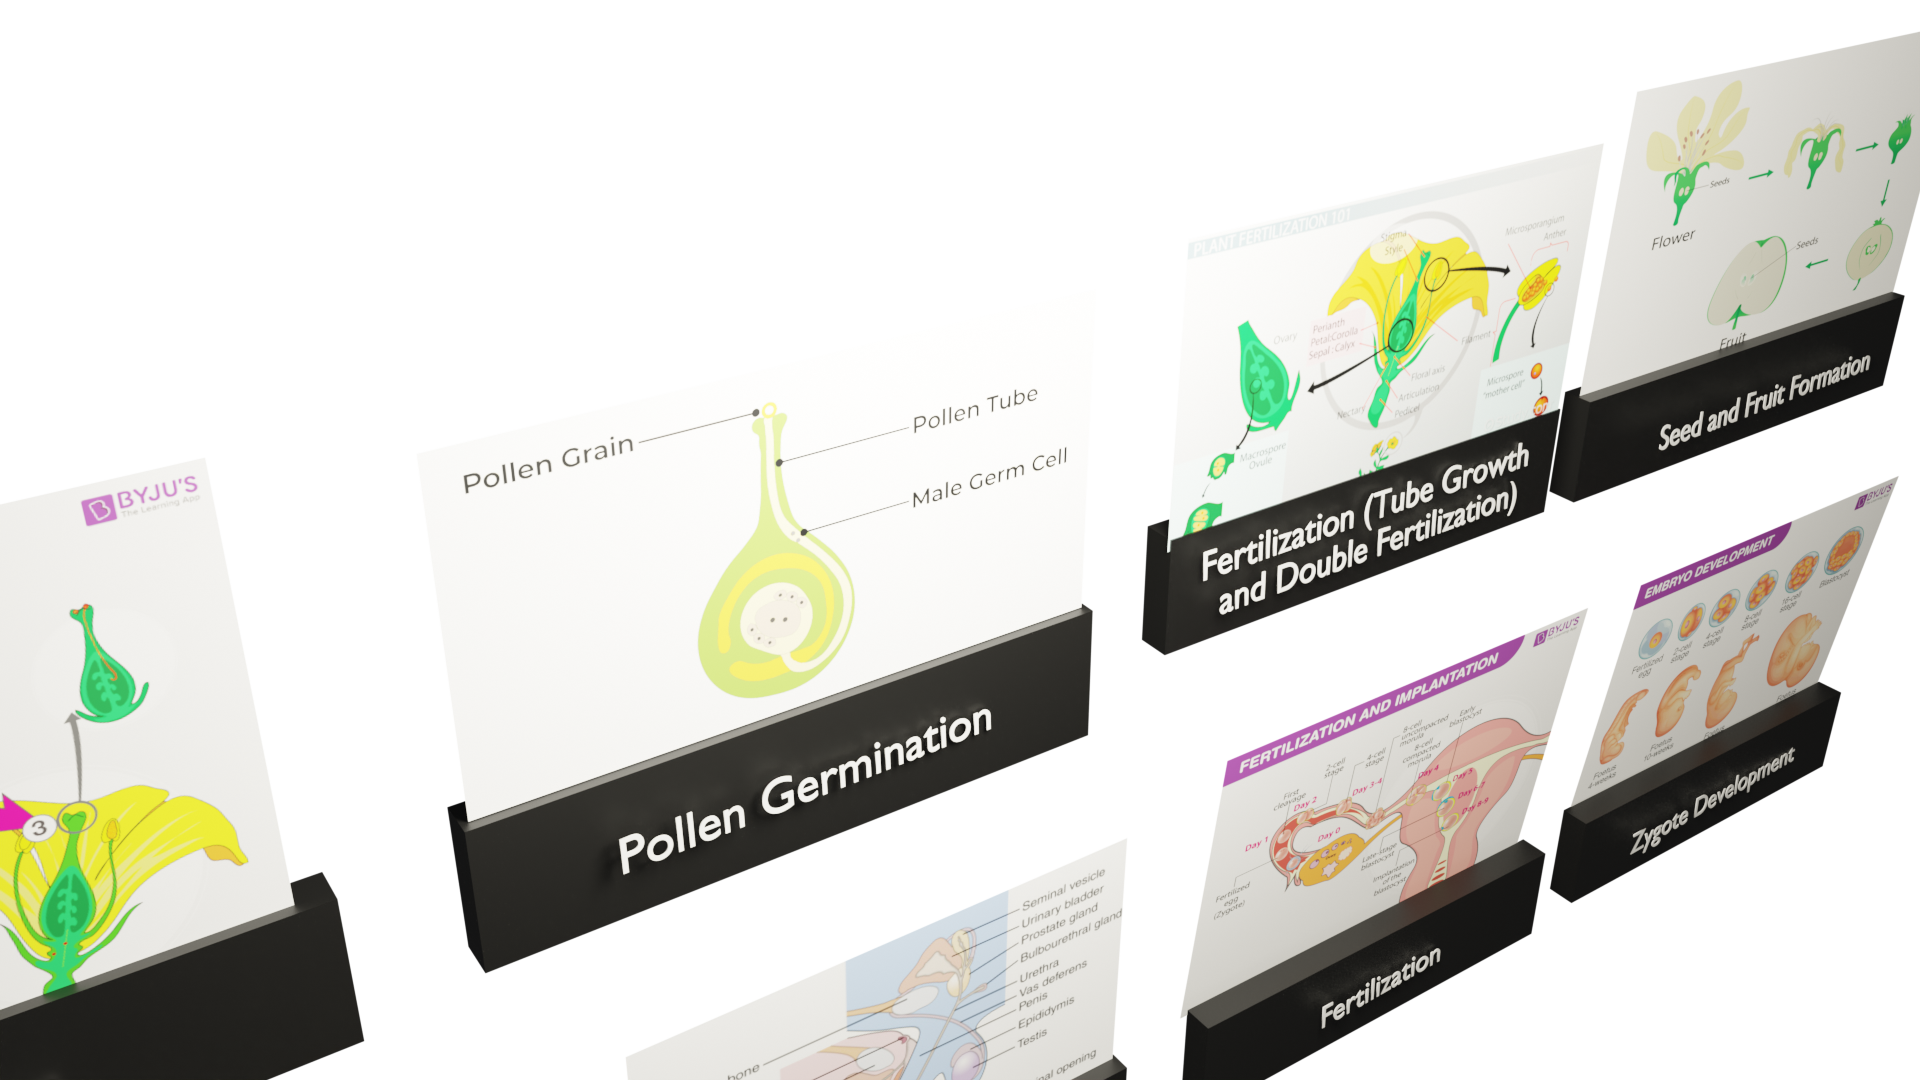 BYJU'S
The Learning App
3
Pollen Grain
Pollen Tube
Male Germ Cell
Pollen Germination
PLANT FERTILIZATION 101
Stigma
Style
Microsporangium
Anther
Ovary
Perianth
Petal:Corolla
Sepal:Calyx
Filament
Floral axis
Articulation
Nectary
Pedicel
Microspore
"mother cell"
Macrospore
Ovule
Fertilization (Tube Growth
and Double Fertilization)
Seeds
Flower
Seeds
Fruit
Seed and Fruit Formation
Seminal vesicle
Urinary bladder
Prostate gland
Bulbourethral gland
Urethra
Vas deferens
Penis
Epididymis
Testis
bone
nal opening
FERTILIZATION AND IMPLANTATION
BYJU'S
Early
blastocyst
8-cell
uncompacted
morula
8-cell
compacted
morula
4-cell
stage
2-cell
stage
First
cleavage
Day 4
Day 5
Day 3-4
Day 2
Day 8-9
Day 1
Day 0
Late-stage
blastocyst
Implantation
of the
blastocyst
Fertilized
egg
(Zygote)
Fertilization
EMBRYO DEVELOPMENT
BYJU'S
Fertilized
egg
2-cell
stage
4-cell
stage
8-cell
stage
16-cell
stage
Blastocyst
Foetus
4-weeks
Foetus
10-weeks
Foetus
Foetus
Zygote Development